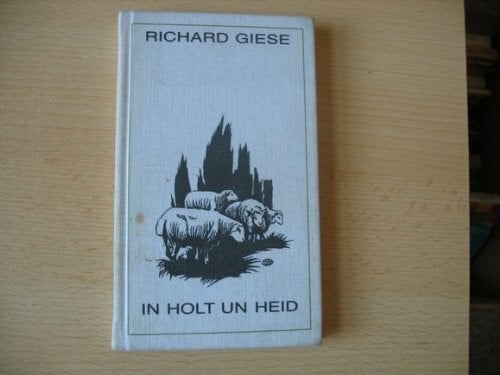 RICHARD GIESE
IN HOLT UN HEID